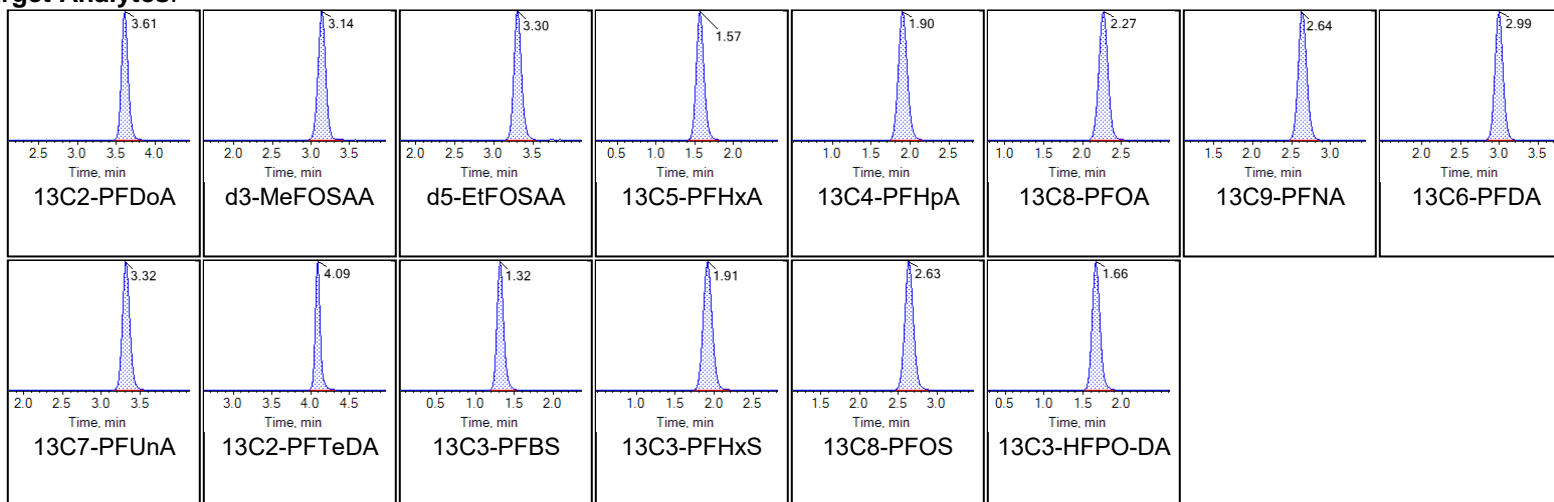 3.61
2.5 3.0 3.5 4.0
Time, min
13C2-PFDoA
3.14
2.0 2.5 3.0 3.5
Time, min
d3-MeFOSAA
3.30
2.0 2.5 3.0 3.5
Time, min
d5-EtFOSAA
1.57
0.5 1.0 1.5 2.0
Time, min
13C5-PFHxA
1.90
1.0 1.5 2.0 2.5
Time, min
13C4-PFHpA
2.27
1.0 1.5 2.0 2.5
Time, min
13C8-PFOA
2.64
1.5 2.0 2.5 3.0
Time, min
13C9-PFNA
2.99
2.0 2.5 3.0 3.5
Time, min
13C6-PFDA
3.32
2.0 2.5 3.0 3.5
Time, min
13C7-PFUnA
4.09
3.0 3.5 4.0 4.5
Time, min
13C2-PFTeDA
1.32
0.5 1.0 1.5 2.0
Time, min
13C3-PFBS
1.91
1.0 1.5 2.0 2.5
Time, min
13C3-PFHxS
2.63
1.5 2.0 2.5 3.0
Time, min
13C8-PFOS
1.66
0.5 1.0 1.5 2.0
Time, min
13C3-HFPO-DA